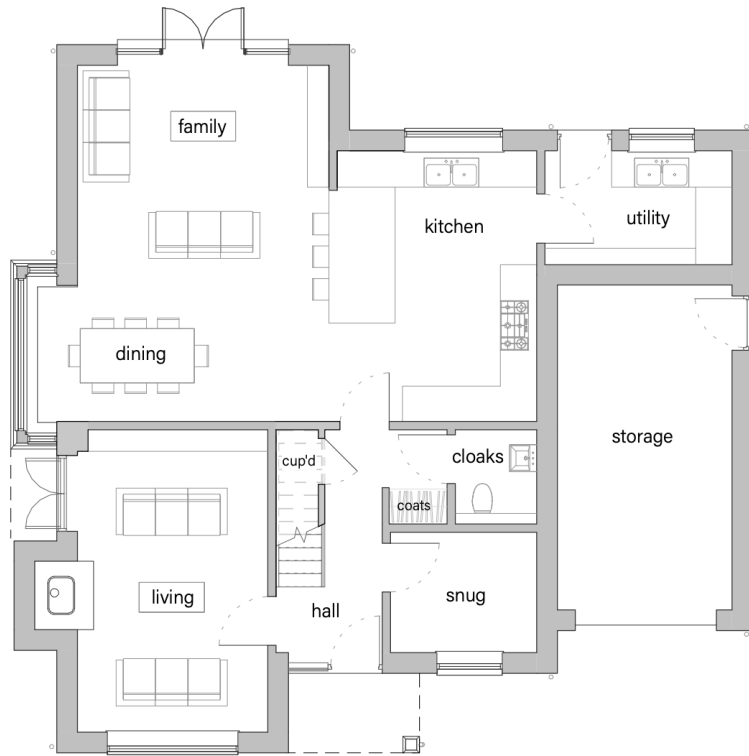 family
kitchen
utility
dining
storage
cup'd
cloaks
coats
living
snug
hall